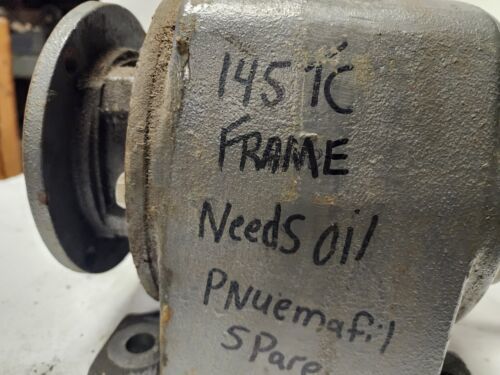 145 TC
FRAME
Needs oil
PNuemafil
SPare